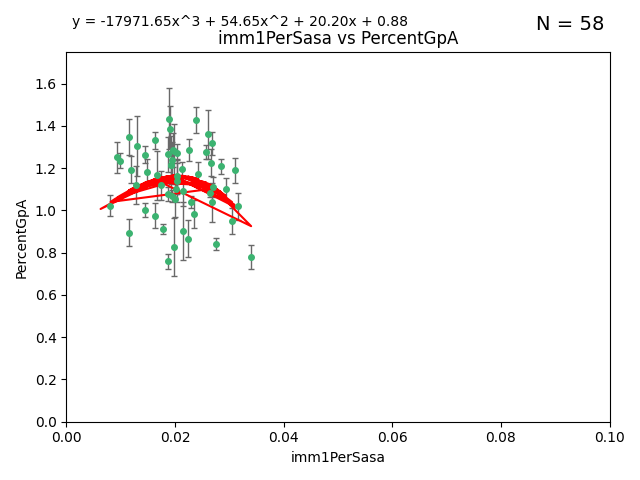 y = -17971.65x^3 + 54.65x^2 + 20.20x + 0.88
N = 58
imm1PerSasa vs PercentGpA
PercentGpA
1.6
1.4
1.2
1.0
0.8
0.6
0.4
0.2
0.0
0.00 0.02 0.04 0.06 0.08 0.10
imm1PerSasa